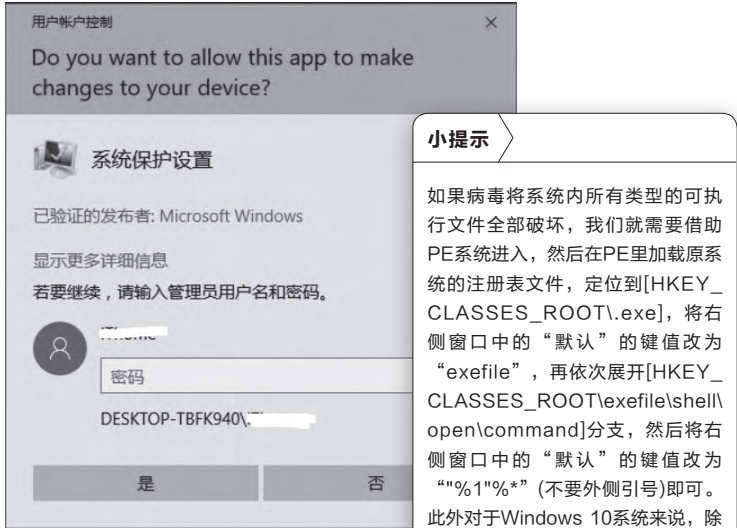 用户帐户控制
Do you want to allow this app to make
changes to your device?
系统保护设置
已验证的发布者: Microsoft Windows
显示更多详细信息
若要继续，请输入管理员用户名和密码。
密码
DESKTOP-TBFK940\
是
否
小提示
如果病毒将系统内所有类型的可执
行文件全部破坏，我们就需要借助
PE系统进入，然后在PE里加载原系
统的注册表文件，定位到[HKEY_
CLASSES_ROOT\.exe]，将右
侧窗口中的“默认”的键值改为
“exefile”，再依次展开[HKEY_
CLASSES_ROOT\exefile\shell\
open\command]分支，然后将右
侧窗口中的“默认”的键值改为
“"%1"%*”(不要外侧引号)即可。
此外对于Windows 10系统来说，除